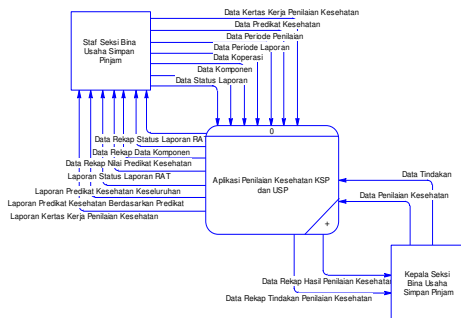 Data Kertas Kerja Penilaian Kesehatan
Data Predikat Kesehatan
Data Periode Penilaian
Data Periode Laporan
Data Koperasi
Data Komponen
Data Status Laporan
Staf Seksi Bina
Usaha Simpan
Pinjam
0
Aplikasi Penilaian Kesehatan KSP
dan USP
+
Data Rekap Status Laporan RAT
Data Rekap Data Komponen
Data Rekap Nilai Predikat Kesehatan
Laporan Status Laporan RAT
Laporan Predikat Kesehatan Keseluruhan
Laporan Predikat Kesehatan Berdasarkan Predikat
Laporan Kertas Kerja Penilaian Kesehatan
Data Tindakan
Data Penilaian Kesehatan
Data Rekap Hasil Penilaian Kesehatan
Data Rekap Tindakan Penilaian Kesehatan
Kepala Seksi
Bina Usaha
Simpan Pinjam